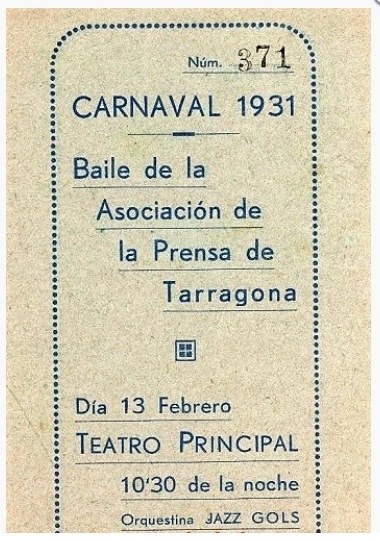 Núm. 371
CARNAVAL 1931
Baile de la
Asociación de
la Prensa de
Tarragona
Día 13 Febrero
TEATRO PRINCIPAL
10'30 de la noche
Orquestina JAZZ GOLS